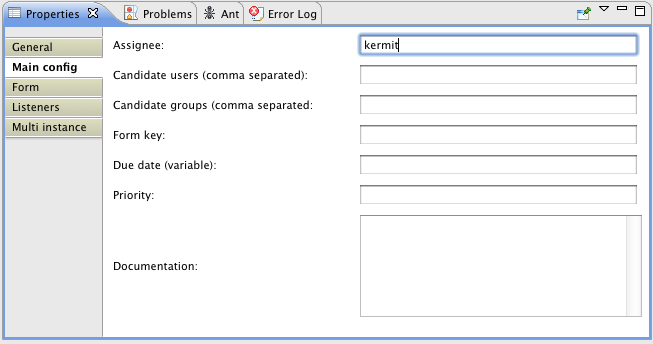 Properties Problems Ant Error Log
General
Main config
Form
Listeners
Multi instance
Assignee: kermit
Candidate users (comma separated):
Candidate groups (comma separated:
Form key:
Due date (variable):
Priority:
Documentation: